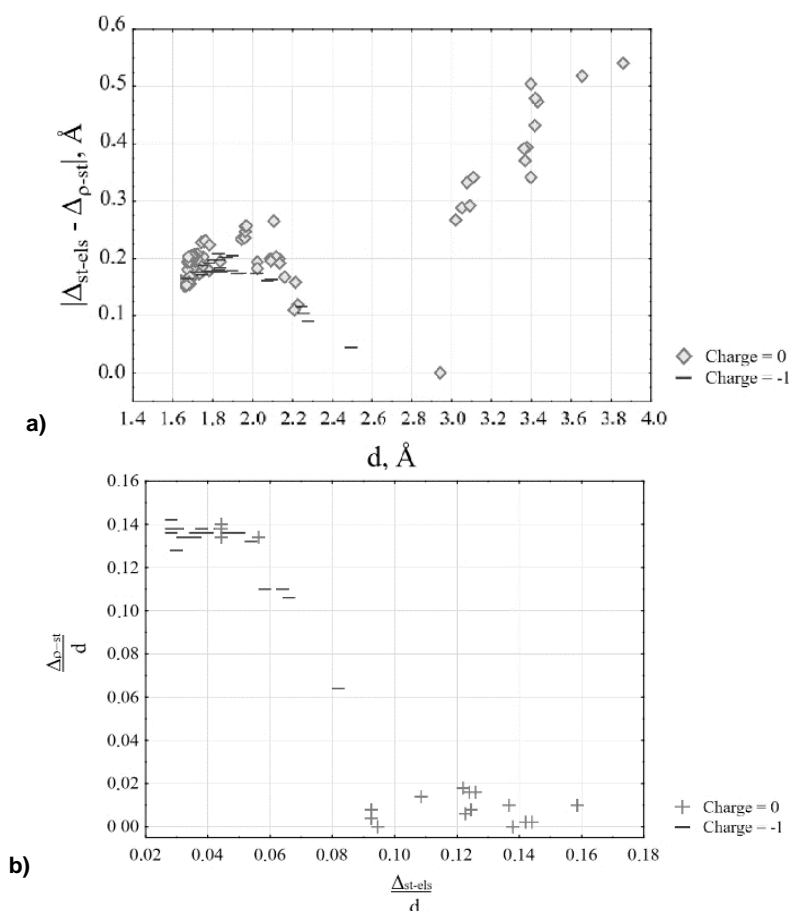 0.6
0.5
0.4
0.3
0.2
0.1
0.0
|Δst-els - Δρ-st|, Å
1.4 1.6 1.8 2.0 2.2 2.4 2.6 2.8 3.0 3.2 3.4 3.6 3.8 4.0
d, Å
Charge = 0
Charge = -1
a)
0.16
0.14
0.12
0.10
0.08
0.06
0.04
0.02
0.00
Δρ-st
d
0.02 0.04 0.06 0.08 0.10 0.12 0.14 0.16 0.18
Δst-els
d
Charge = 0
Charge = -1
b)